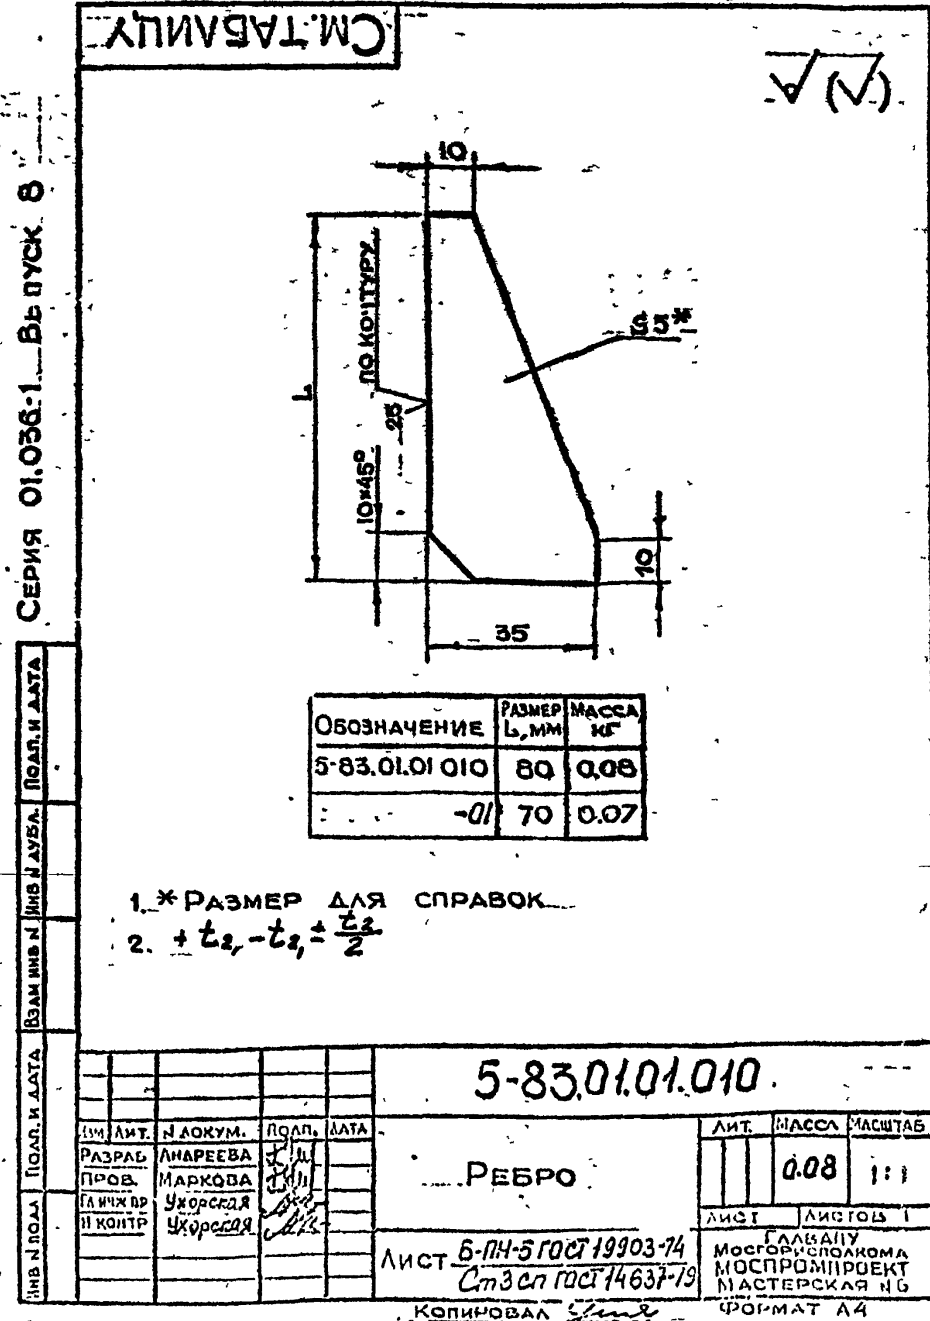 См. ТАБЛИЦУ
Серия 01.036-1 Выпуск 8
10
ПО КОНТУРУ
S5*
L
25
10×45°
10
35
ОБОЗНАЧЕНИЕ РАЗМЕР L, ММ МАССА, КГ
5-83.01.01 010 80 0,08
-01 70 0.07
1. * РАЗМЕР ДЛЯ СПРАВОК
2. + t2, - t2, ± t2/2
ПОДП. И ДАТА
ИНВ N ДУБЛ.
ВЗАМ ИНВ N
ПОДП. И ДАТА
ИНВ N ПОДЛ
5-83.01.01.010
ИЗМ ЛИТ. N ДОКУМ. ПОДП. ДАТА
РАЗРАБ АНДРЕЕВА
ПРОВ. МАРКОВА
ГЛ ИНЖ ПР Ухорская
Н КОНТР Ухорская
РЕБРО
ЛИТ. МАССА МАСШТАБ
0.08 1:1
ЛИСТ ЛИСТОВ 1
ЛИСТ Б-ПН-5 ГОСТ 19903-74
Ст3сп ГОСТ 14637-79
ГЛАВАПУ
МОСГОРИСПОЛКОМА
МОСПРОМПРОЕКТ
МАСТЕРСКАЯ N6
КОПИРОВАЛ
ФОРМАТ А4